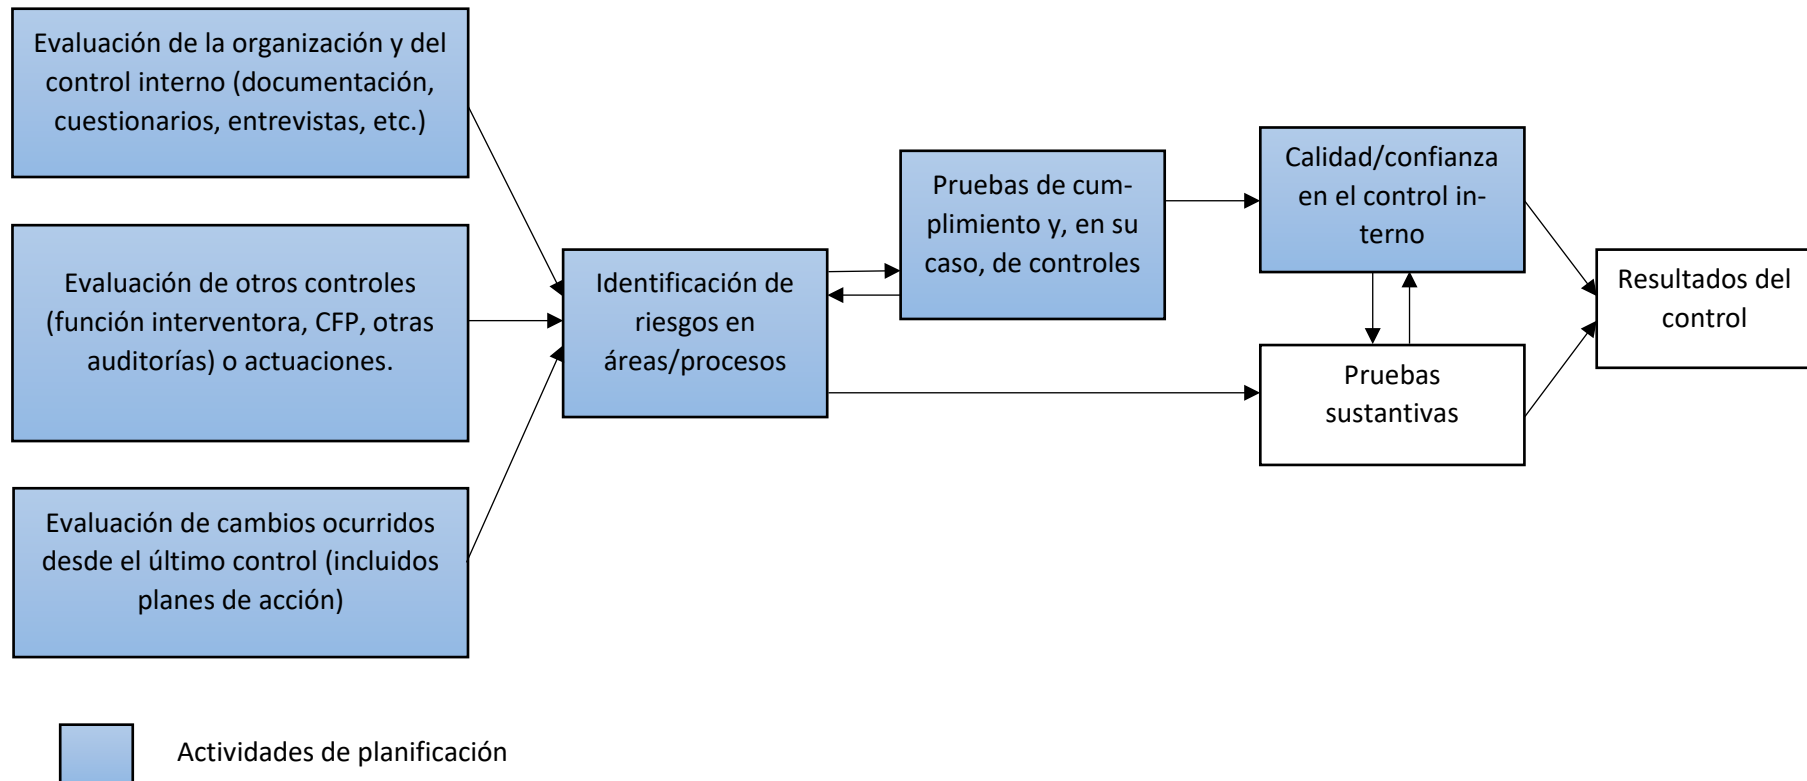 Evaluación de la organización y del
control interno (documentación,
cuestionarios, entrevistas, etc.)
Evaluación de otros controles
(función interventora, CFP, otras
auditorías) o actuaciones.
Evaluación de cambios ocurridos
desde el último control (incluidos
planes de acción)
Identificación de
riesgos en
áreas/procesos
Pruebas de cum-
plimiento y, en su
caso, de controles
Calidad/confianza
en el control in-
terno
Pruebas
sustantivas
Resultados del
control
Actividades de planificación